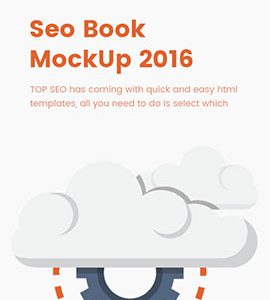 Seo Book
MockUp 2016
TOP SEO has coming with quick and easy html
templates, all you need to do is select which